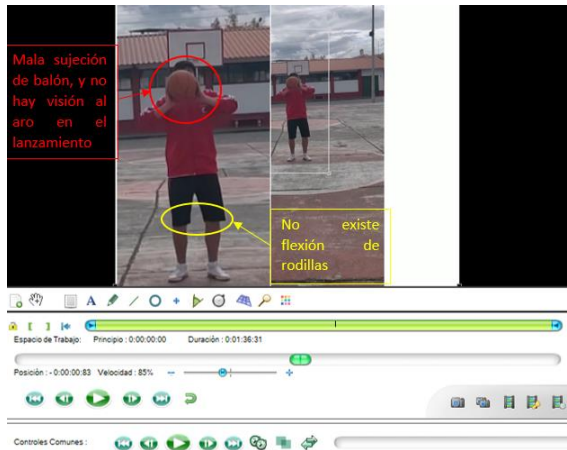 Mala sujeción
de balón, y no
hay visión al
aro en el
lanzamiento
No existe
flexión de
rodillas
A
Espacio de Trabajo: Principio : 0:00:00:00 Duración : 0:01:36:31
Posición : - 0:00:00:83 Velocidad : 85%
Controles Comunes :